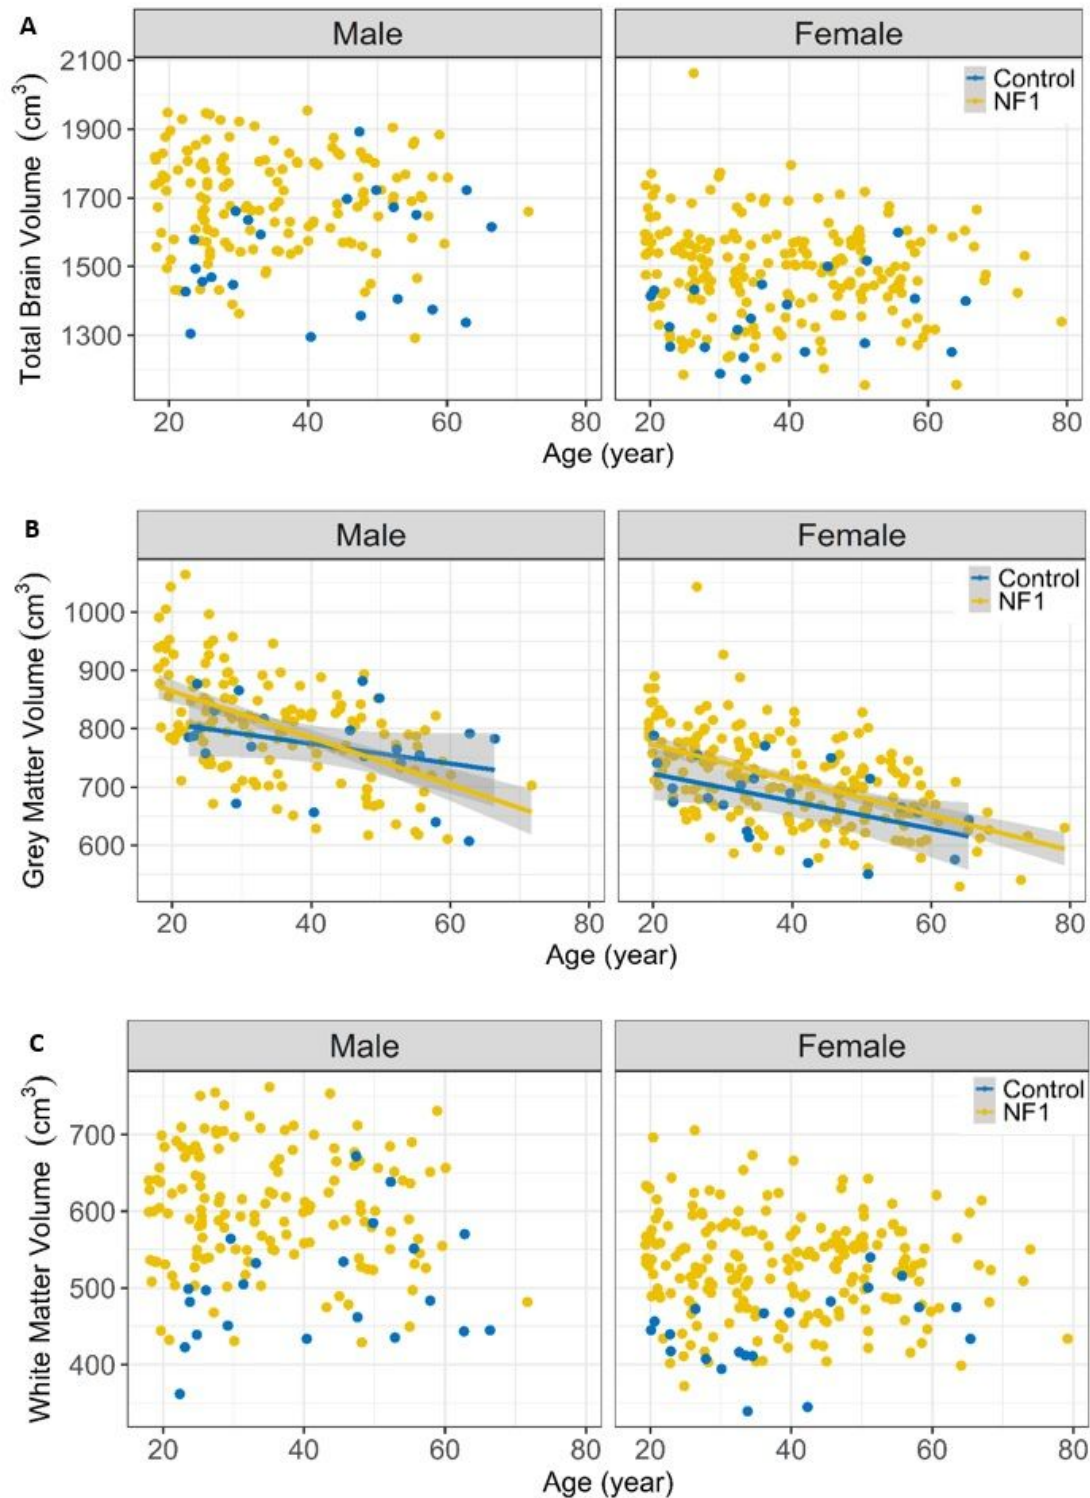 A
Male
Female
Total Brain Volume (cm³)
2100
1900
1700
1500
1300
Control
NF1
20 40 60 80
20 40 60 80
Age (year)
B
Male
Female
Grey Matter Volume (cm³)
1000
900
800
700
600
Control
NF1
20 40 60 80
20 40 60 80
Age (year)
C
Male
Female
White Matter Volume (cm³)
700
600
500
400
Control
NF1
20 40 60 80
20 40 60 80
Age (year)